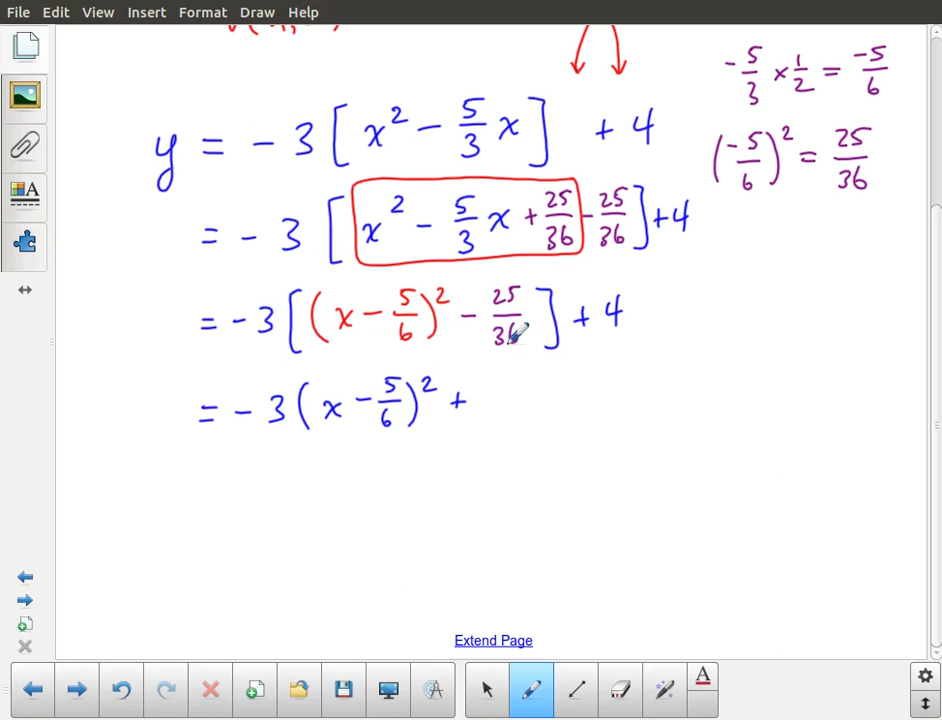 File Edit View Insert Format Draw Help
-5/3 × 1/2 = -5/6
y = -3[x² - 5/3 x] + 4
(-5/6)² = 25/36
= -3[x² - 5/3 x + 25/36 - 25/36] + 4
= -3[(x - 5/6)² - 25/36] + 4
= -3(x - 5/6)² +
Extend Page
A
A